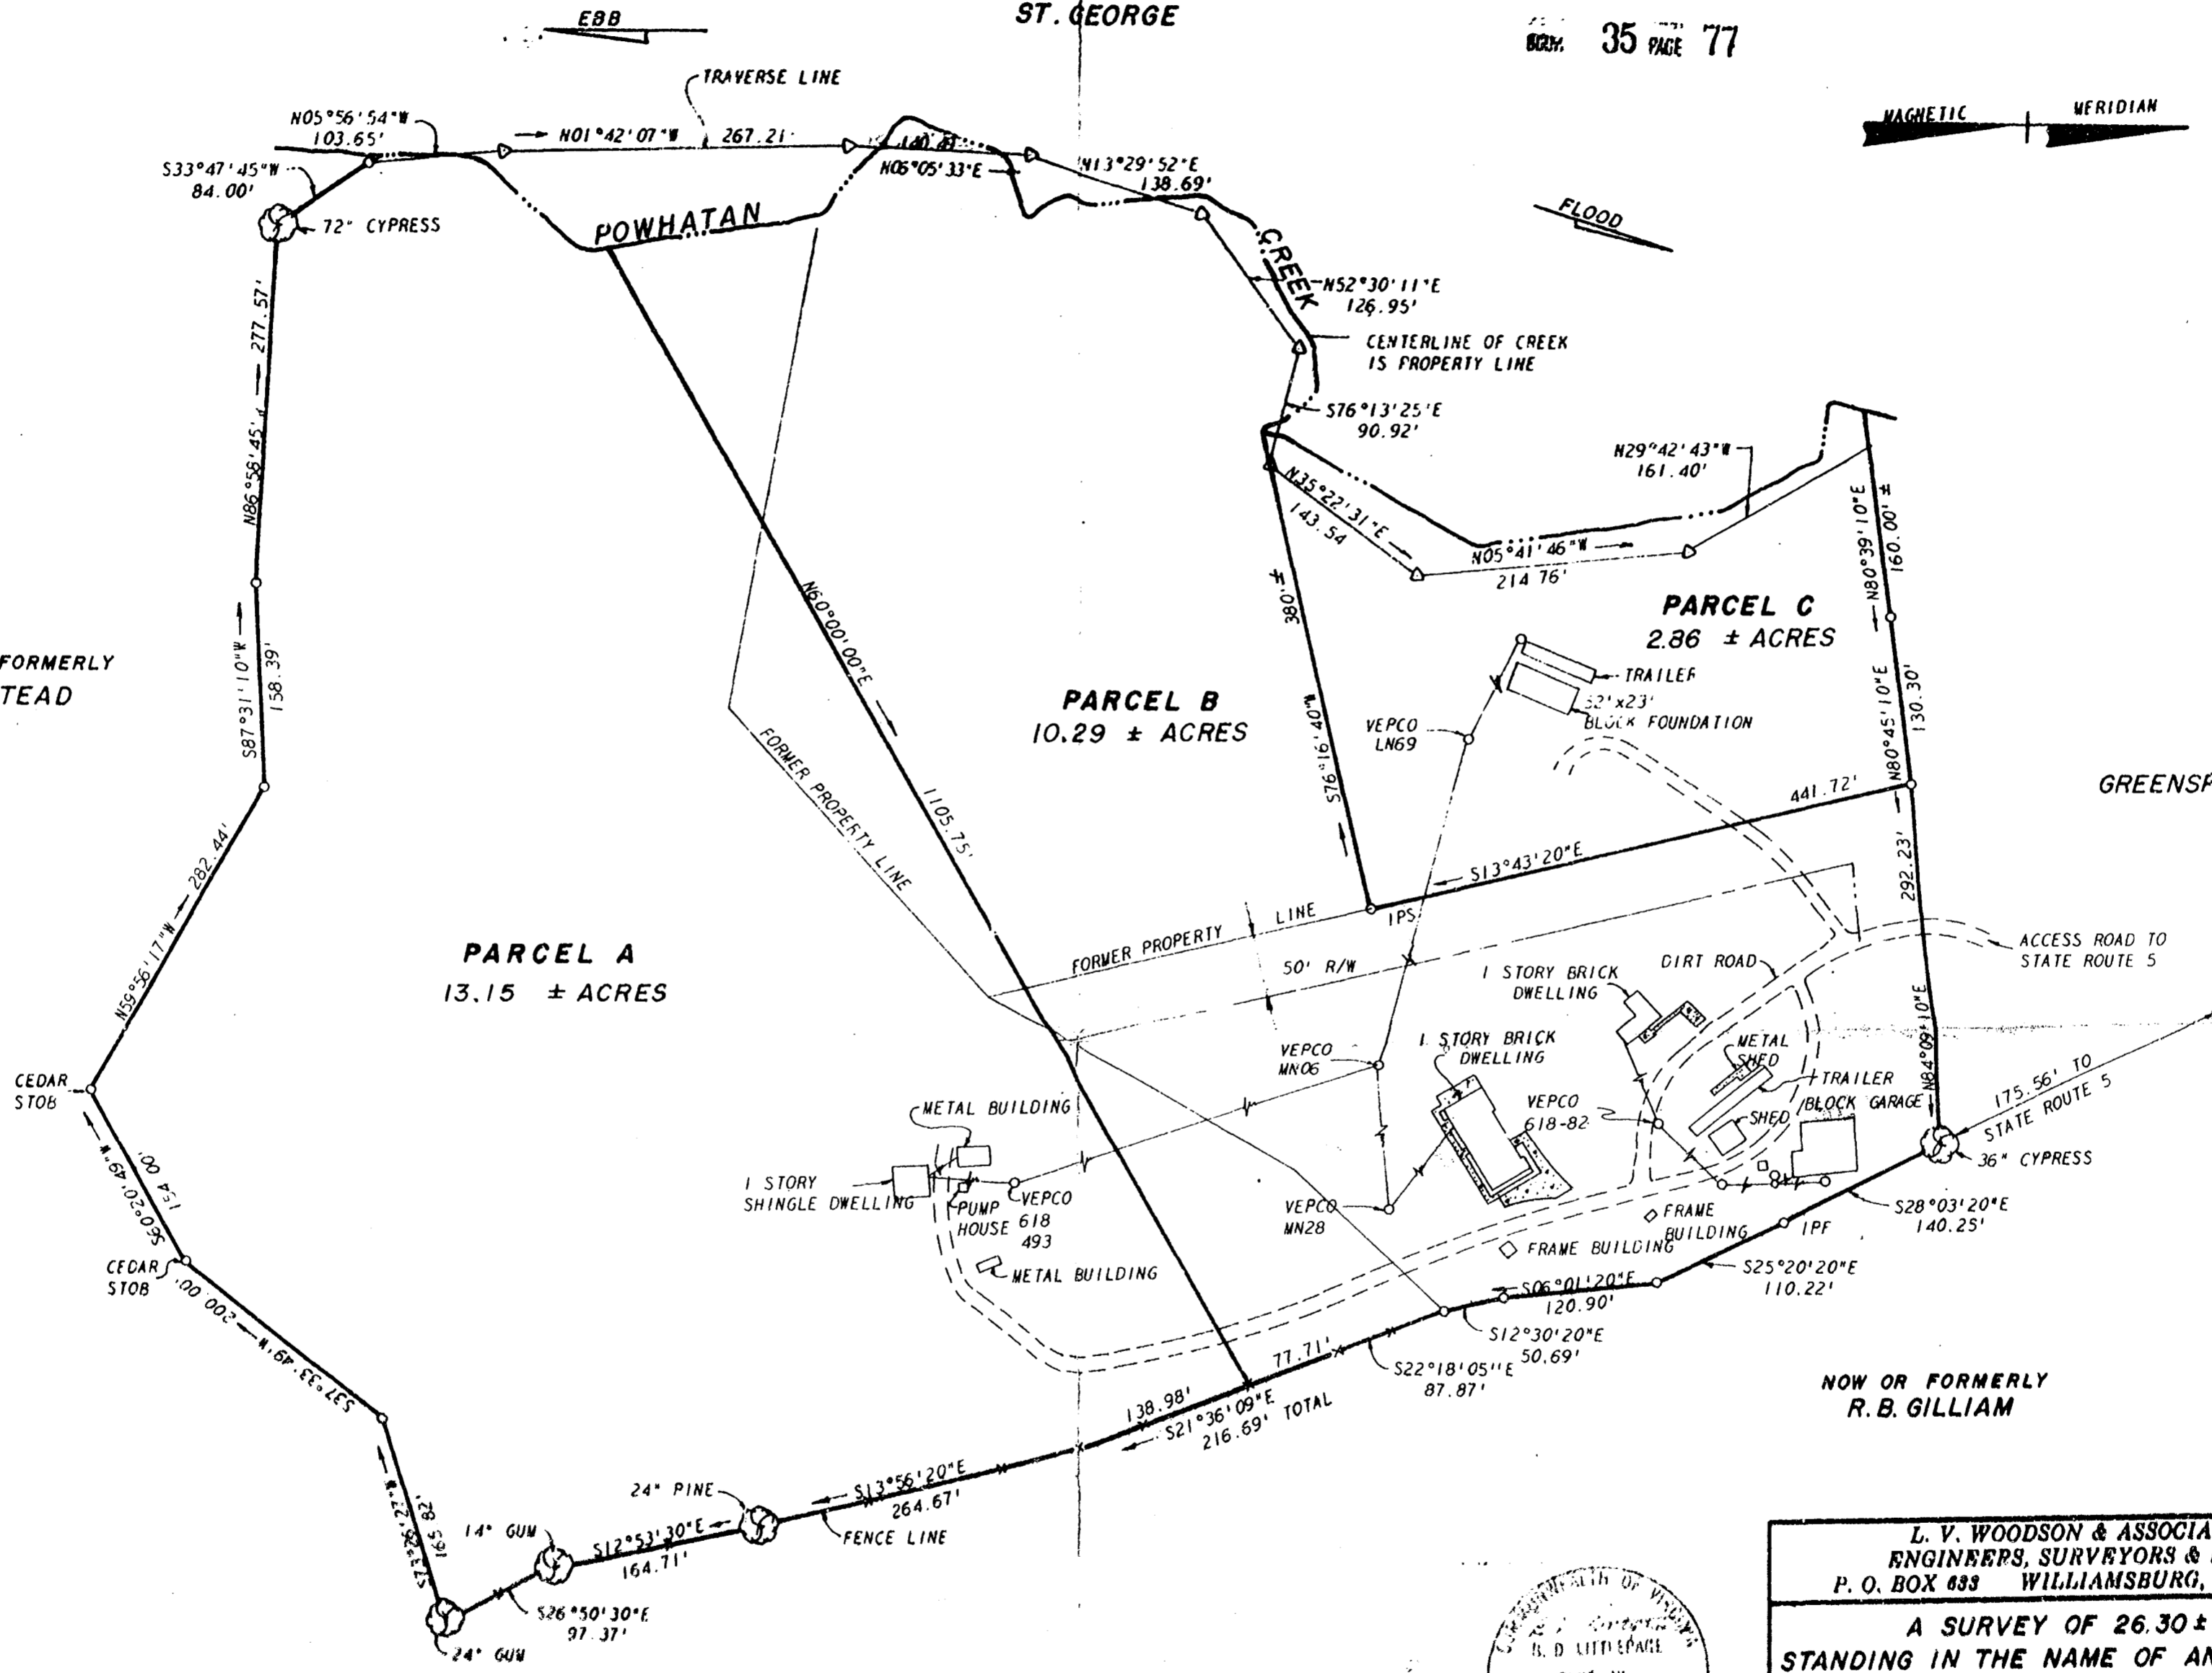 EBB
ST. GEORGE
35 PAGE 77
TRAVERSE LINE
MAGNETIC MERIDIAN
N05°56'54"W
103.65'
N01°42'07"W 267.21'
N06°05'33"E
N13°29'52"E
138.69'
S33°47'45"W
84.00'
72" CYPRESS
POWHATAN
CREEK
FLOOD
N52°30'11"E
126.95'
CENTERLINE OF CREEK
IS PROPERTY LINE
S76°13'25"E
90.92'
N29°42'43"W
161.40'
N35°22'31"E
143.54
N05°41'46"W
214.76'
N86°58'45" 277.57'
S87°31'10"W
158.39'
FORMERLY
TEAD
N60°00'00"E
1105.75'
380'±
S76°16'40"W
PARCEL C
2.86 ± ACRES
N80°39'10"E
160.00' ±
N80°45'10"E
130.30'
TRAILER
32'x23'
BLOCK FOUNDATION
VEPCO
LN69
PARCEL B
10.29 ± ACRES
FORMER PROPERTY LINE
441.72'
S13°43'20"E
GREENSP
292.23'
N84°09'10"E
N59°56'17"W 282.44'
PARCEL A
13.15 ± ACRES
IPS
FORMER PROPERTY LINE
50' R/W
ACCESS ROAD TO
STATE ROUTE 5
DIRT ROAD
1 STORY BRICK
DWELLING
1 STORY BRICK
DWELLING
METAL
SHED
TRAILER
BLOCK GARAGE
SHED
VEPCO
MN06
VEPCO
618-82
175.56' TO
STATE ROUTE 5
36" CYPRESS
CEDAR
STOB
METAL BUILDING
1 STORY
SHINGLE DWELLING
PUMP
HOUSE
VEPCO
618
493
METAL BUILDING
VEPCO
MN28
FRAME
BUILDING
FRAME BUILDING
IPF
S28°03'20"E
140.25'
S25°20'20"E
110.22'
S06°01'20"E
120.90'
S12°30'20"E
50.69'
S22°18'05"E
87.87'
77.71'
138.98'
S21°36'09"E
216.69' TOTAL
S60°20'49"W
154.00'
CEDAR
STOB
S37°33'49"W 200.00'
NOW OR FORMERLY
R.B. GILLIAM
S13°56'20"E
264.67'
FENCE LINE
24" PINE
S12°53'30"E
164.71'
14" GUM
165.82'
S26°50'30"E
97.37'
24" GUM
COMMONWEALTH OF VIRGINIA
B. D. LITTLEPAGE
L. V. WOODSON & ASSOCIA
ENGINEERS, SURVEYORS &
P. O. BOX 633 WILLIAMSBURG,
A SURVEY OF 26.30 ±
STANDING IN THE NAME OF AN